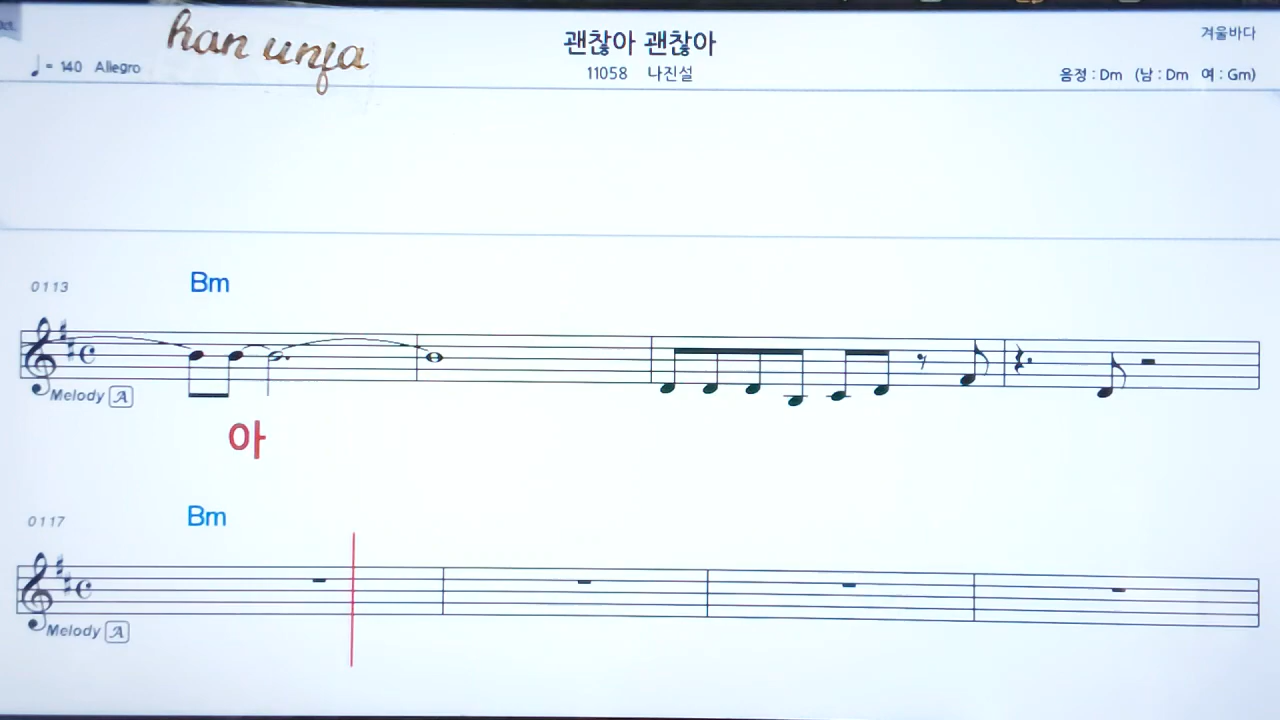 han unja
괜찮아 괜찮아
겨울바다
= 140 Allegro
11058 나진설
음정 : Dm (남 : Dm 여 : Gm)
0113
Bm
Melody A
아
0117
Bm
Melody A